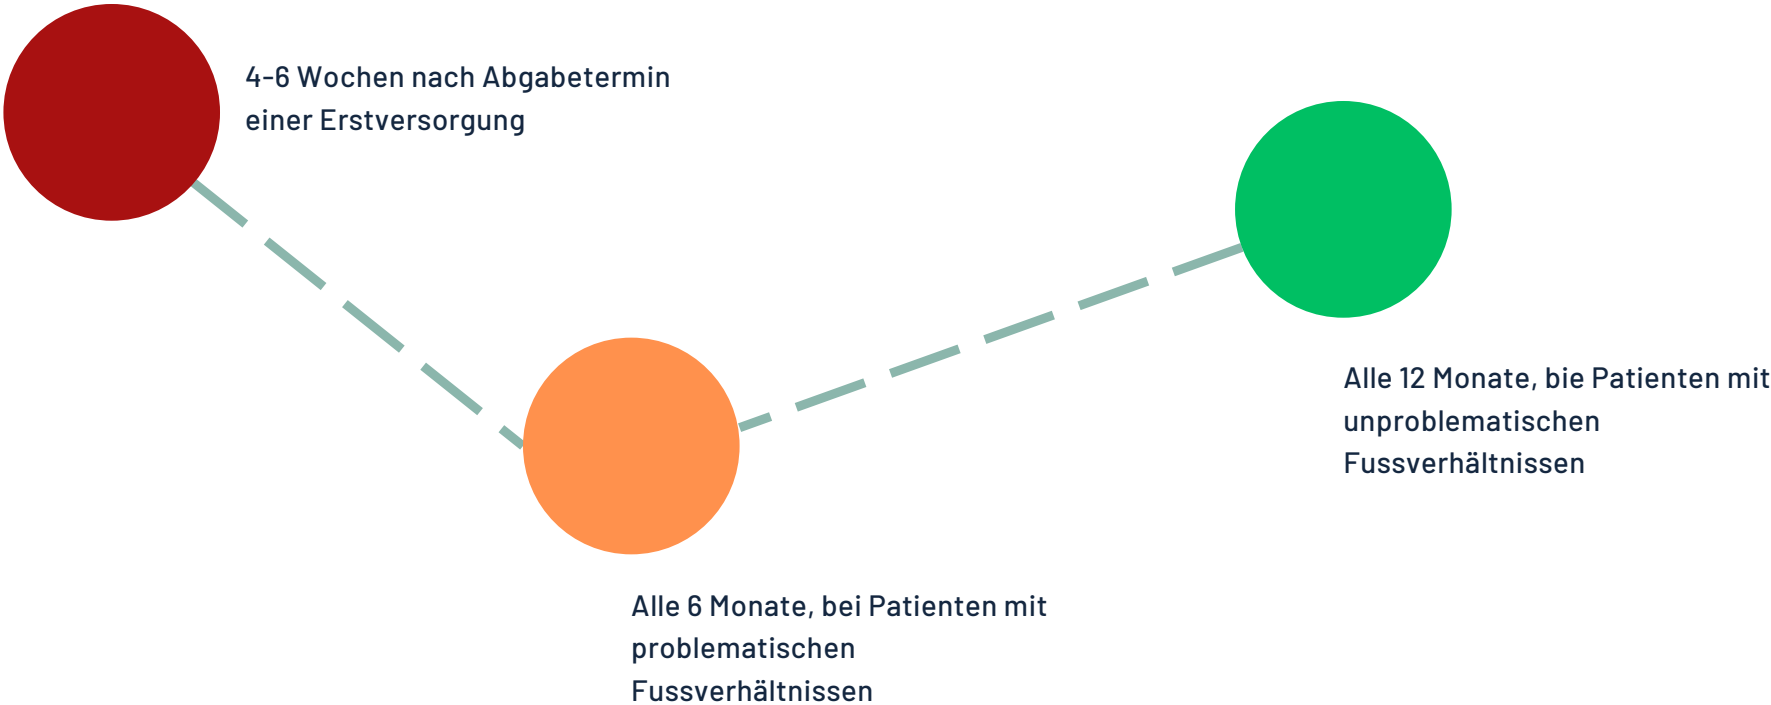 4-6 Wochen nach Abgabetermin
einer Erstversorgung
Alle 6 Monate, bei Patienten mit
problematischen
Fussverhältnissen
Alle 12 Monate, bie Patienten mit
unproblematischen
Fussverhältnissen